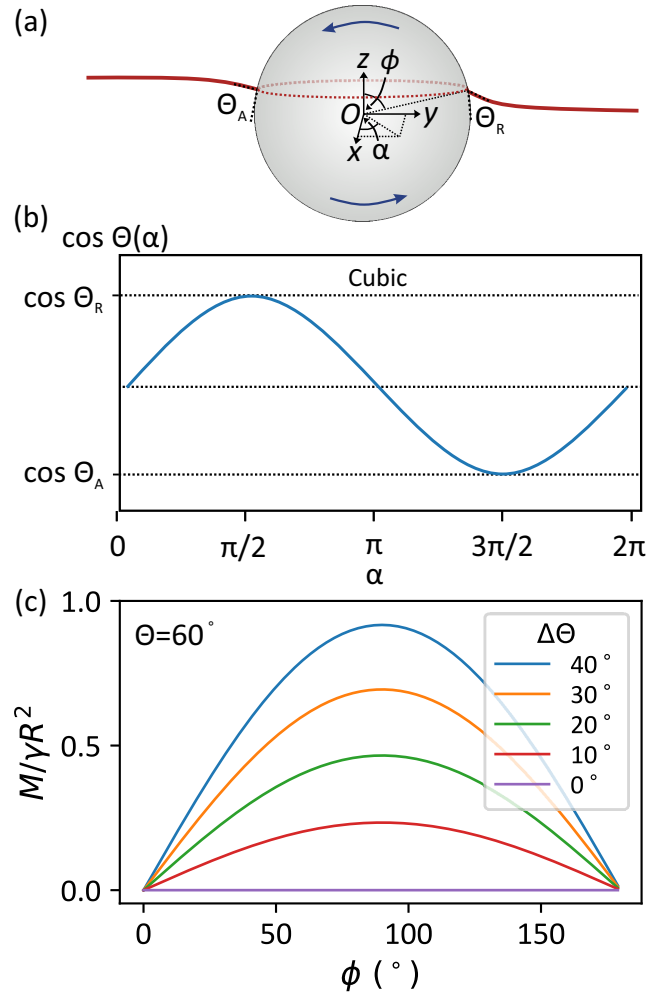 (a)
z ϕ
Θ_A O y Θ_R
x α
(b)
cos Θ(α)
Cubic
cos Θ_R
cos Θ_A
0 π/2 π 3π/2 2π
α
(c)
1.0
Θ=60°
ΔΘ
40°
30°
20°
10°
0°
0.5
0.0
M/γR²
0 50 100 150
ϕ (°)